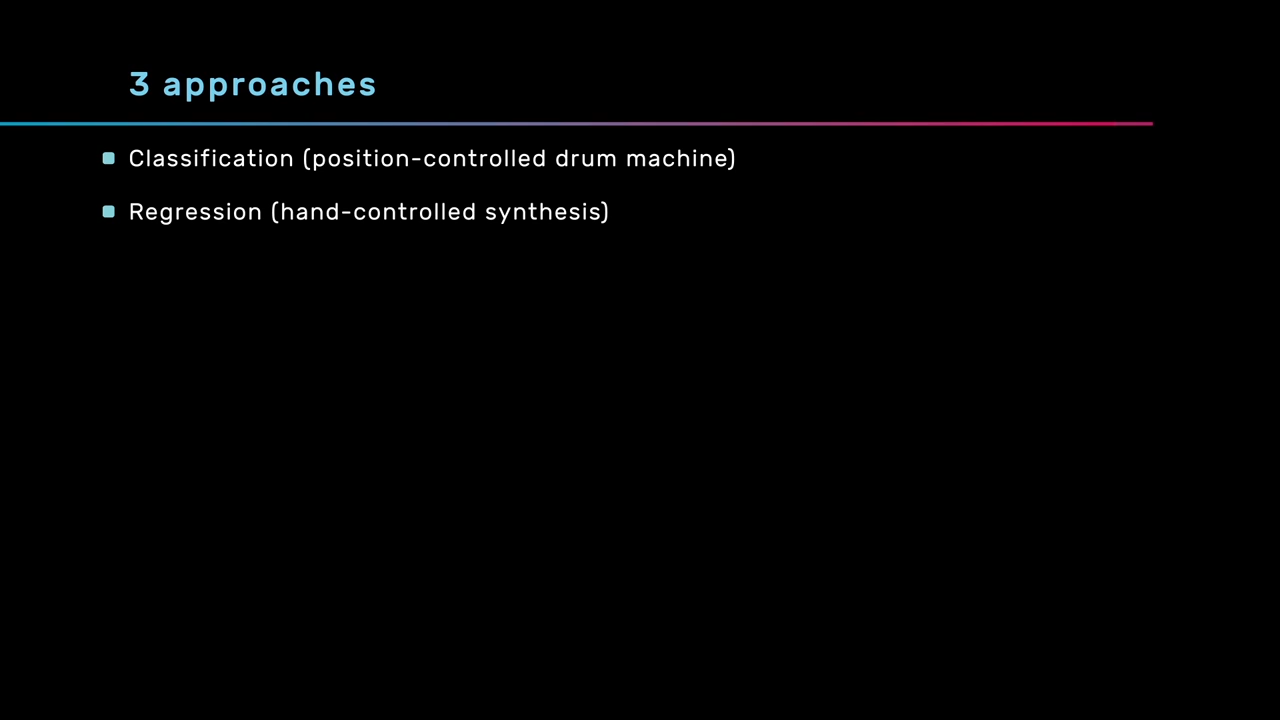 3 approaches
Classification (position-controlled drum machine)
Regression (hand-controlled synthesis)